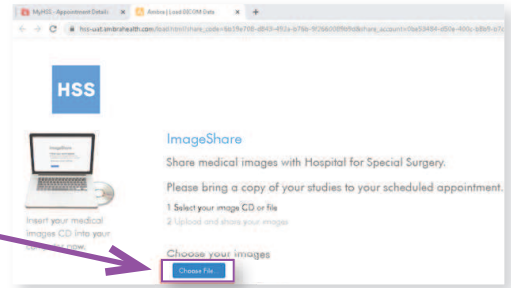 MyHSS - Appointment Details
Ambra | Load DICOM Data
HSS
ImageShare
Share medical images with Hospital for Special Surgery.
Please bring a copy of your studies to your scheduled appointment.
1 Select your image CD or file
2 Upload and share your images
Insert your medical
images CD into your
now.
Choose your images
Choose File...